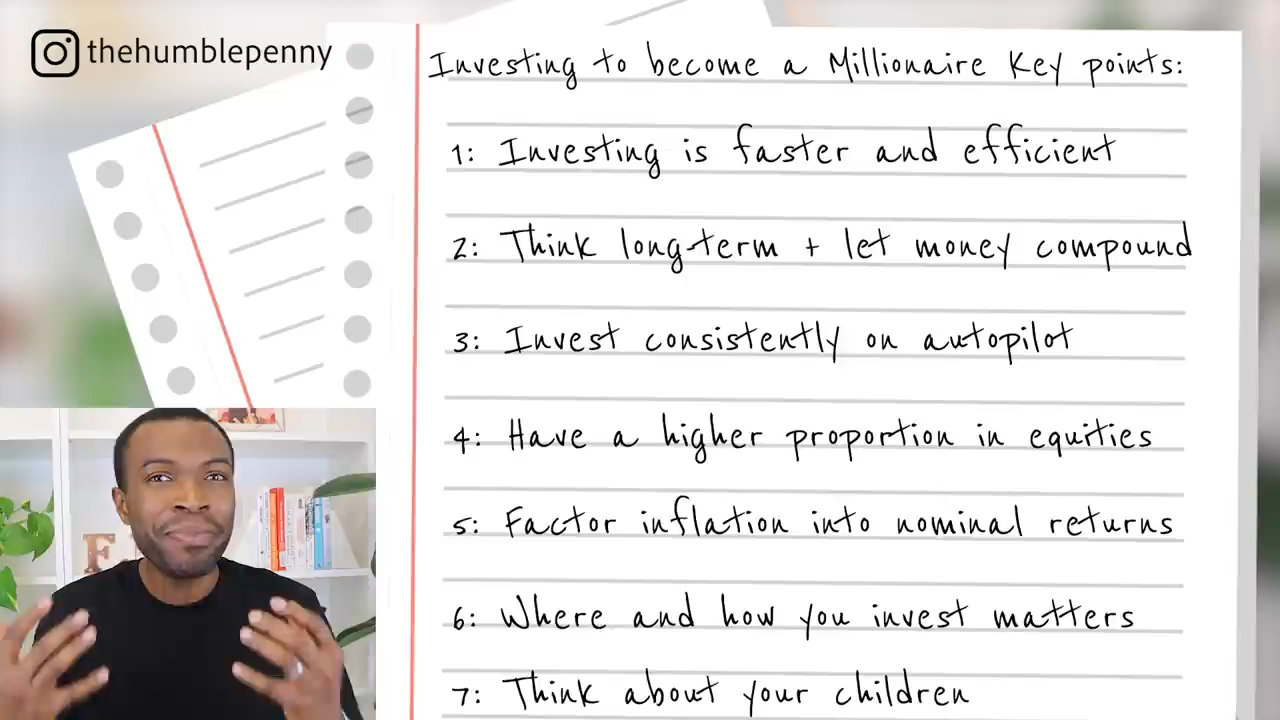 thehumblepenny
Investing to become a Millionaire Key points:
1: Investing is faster and efficient
2: Think long-term + let money compound
3: Invest consistently on autopilot
4: Have a higher proportion in equities
5: Factor inflation into nominal returns
6: Where and how you invest matters
7: Think about your children